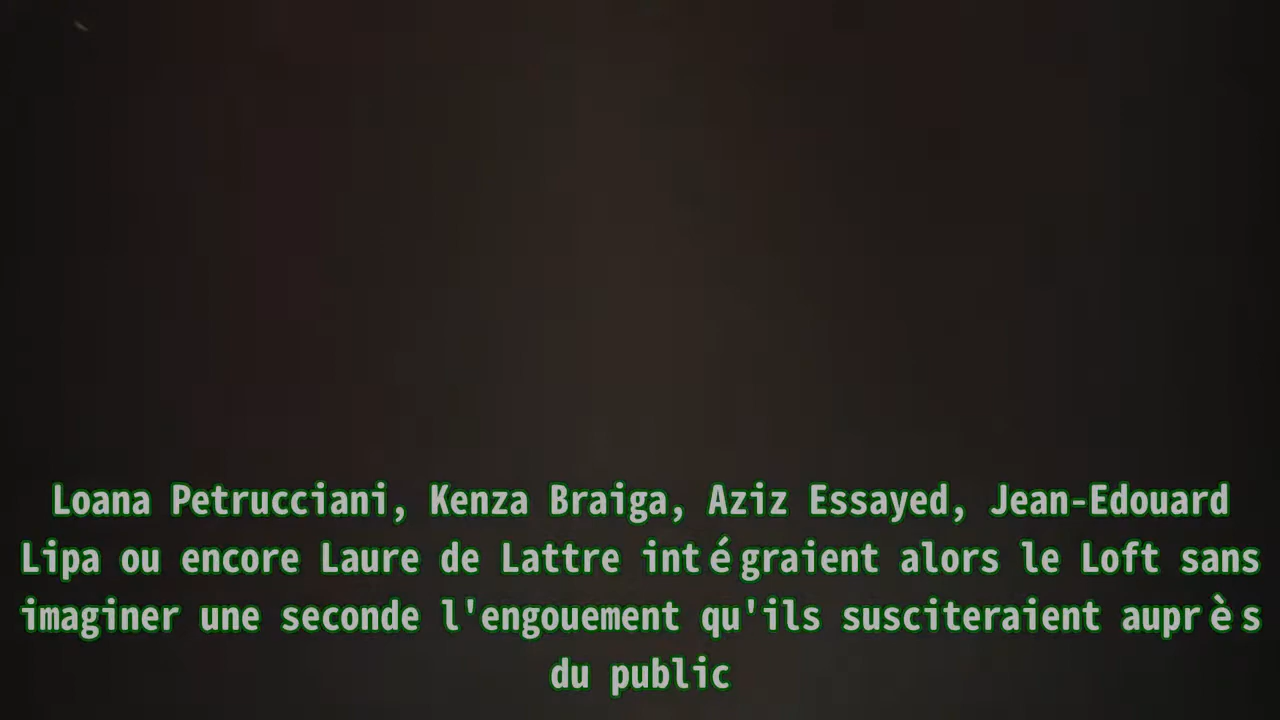 Loana Petrucciani, Kenza Braiga, Aziz Essayed, Jean-Edouard
Lipa ou encore Laure de Lattre intégraient alors le Loft sans
imaginer une seconde l'engouement qu'ils susciteraient auprès
du public